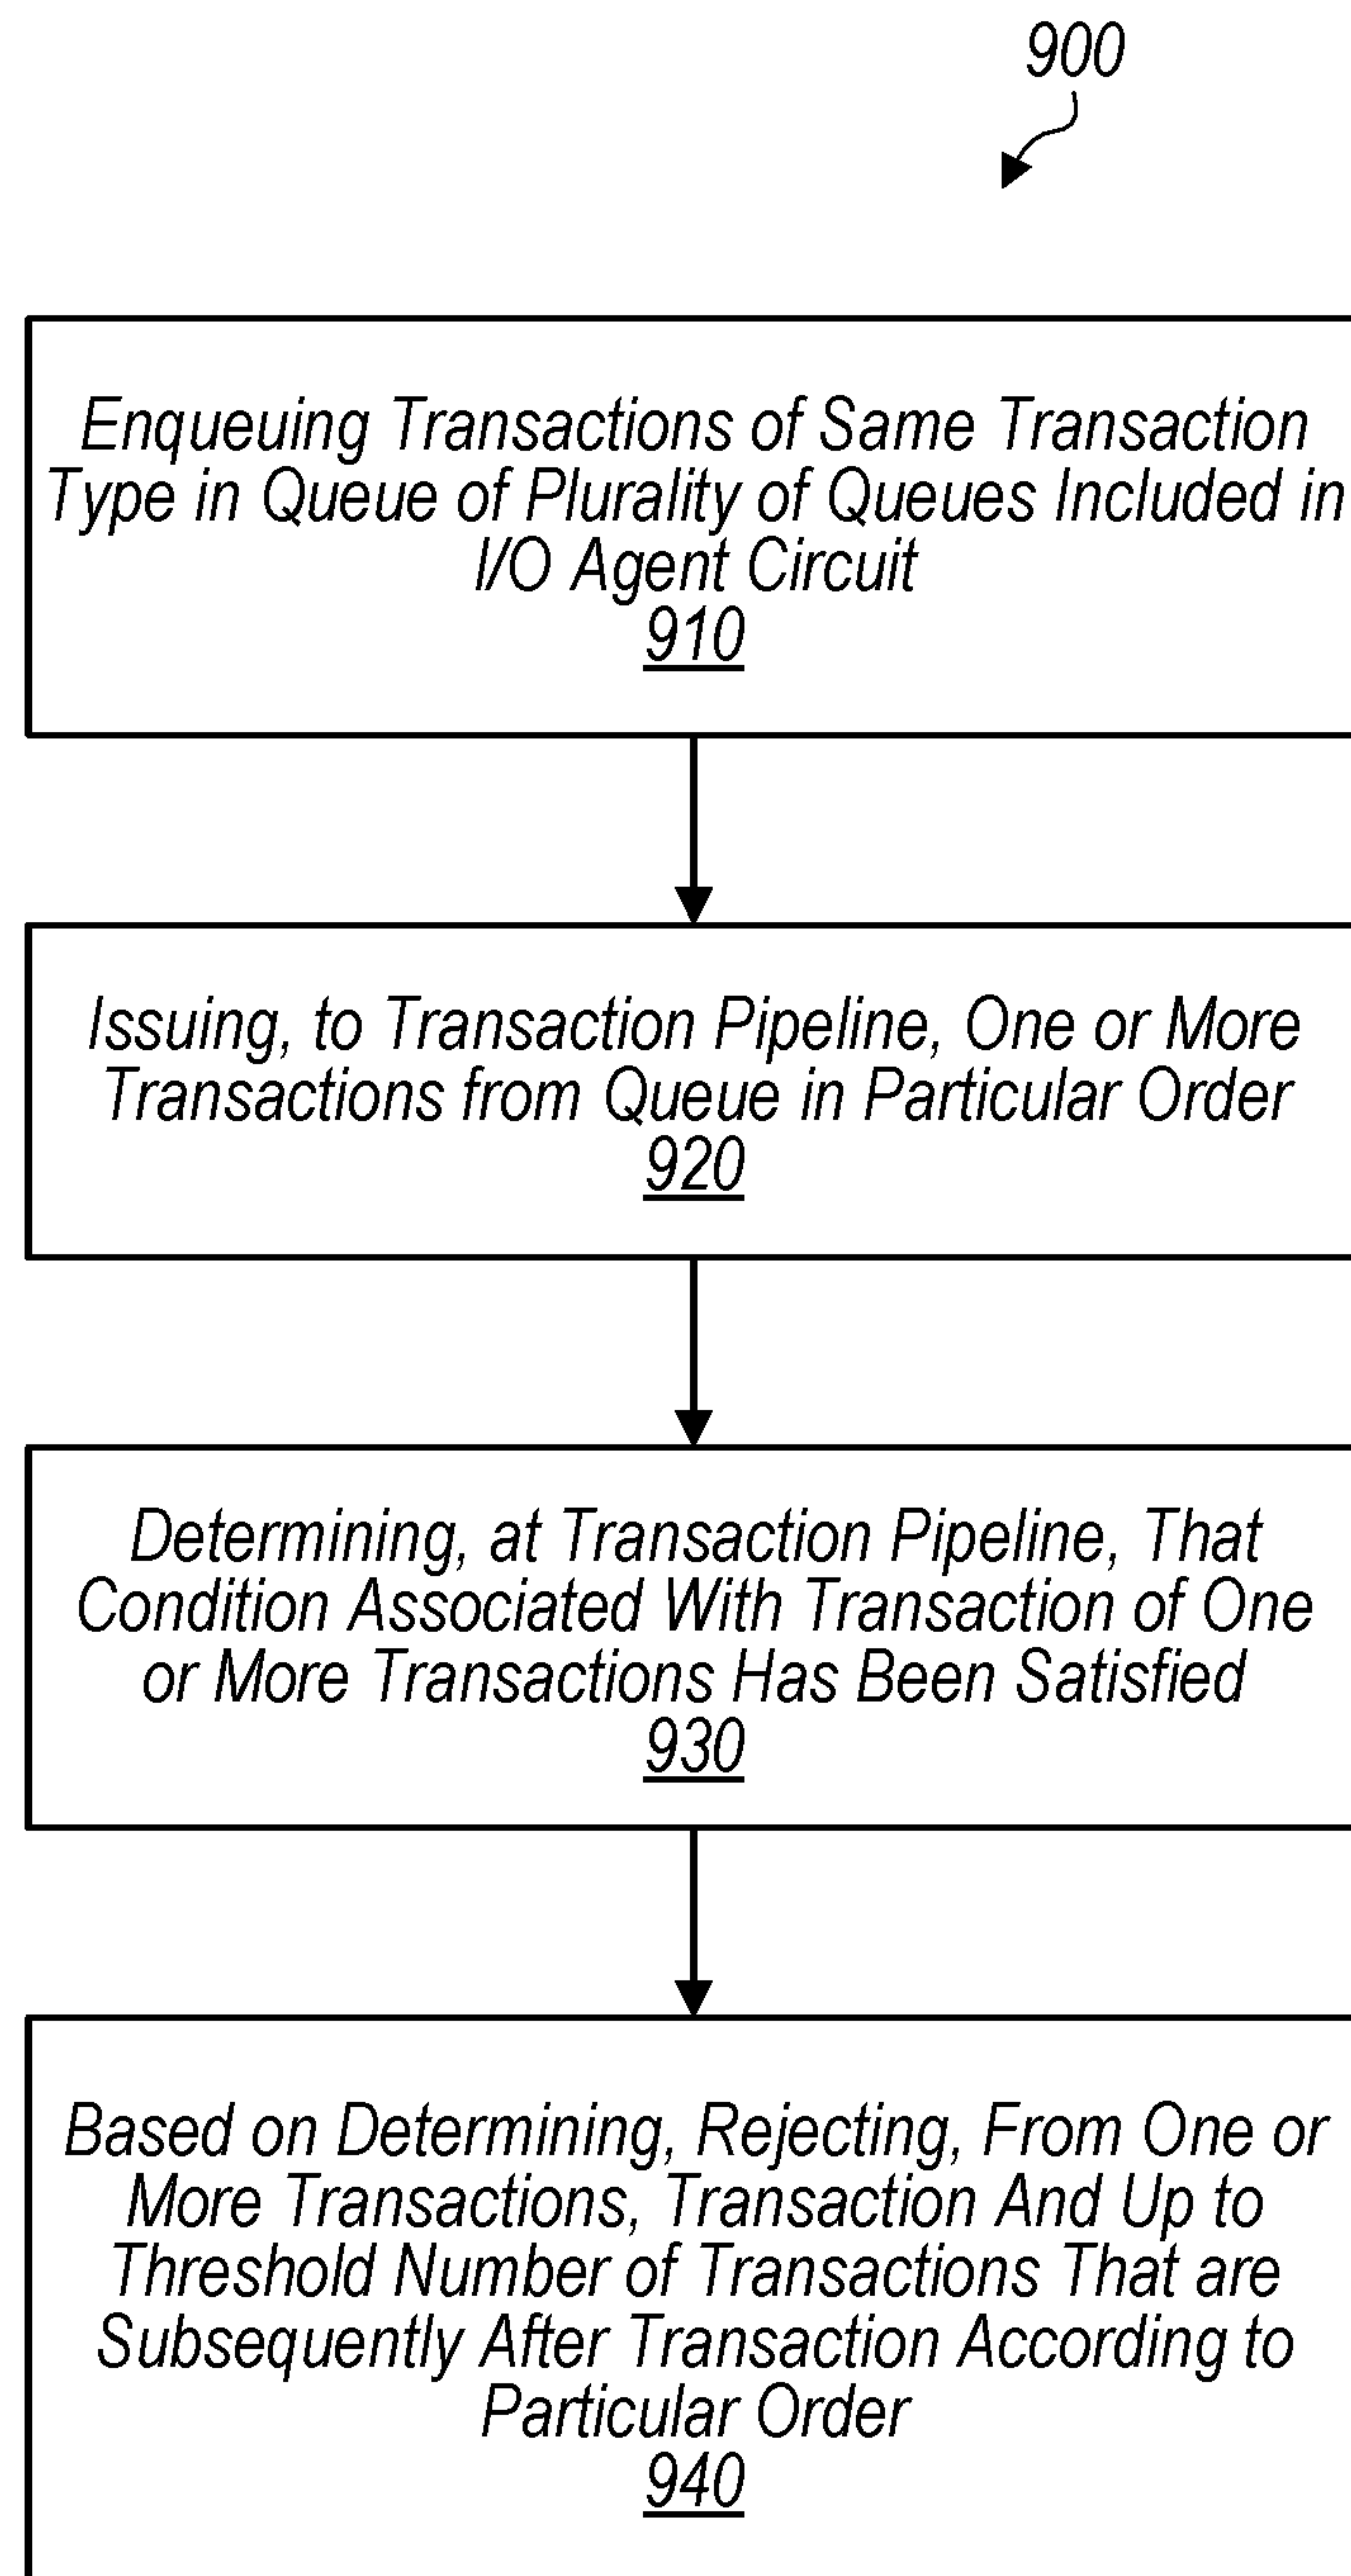 900
Enqueuing Transactions of Same Transaction
Type in Queue of Plurality of Queues Included in
I/O Agent Circuit
910
Issuing, to Transaction Pipeline, One or More
Transactions from Queue in Particular Order
920
Determining, at Transaction Pipeline, That
Condition Associated With Transaction of One
or More Transactions Has Been Satisfied
930
Based on Determining, Rejecting, From One or
More Transactions, Transaction And Up to
Threshold Number of Transactions That are
Subsequently After Transaction According to
Particular Order
940